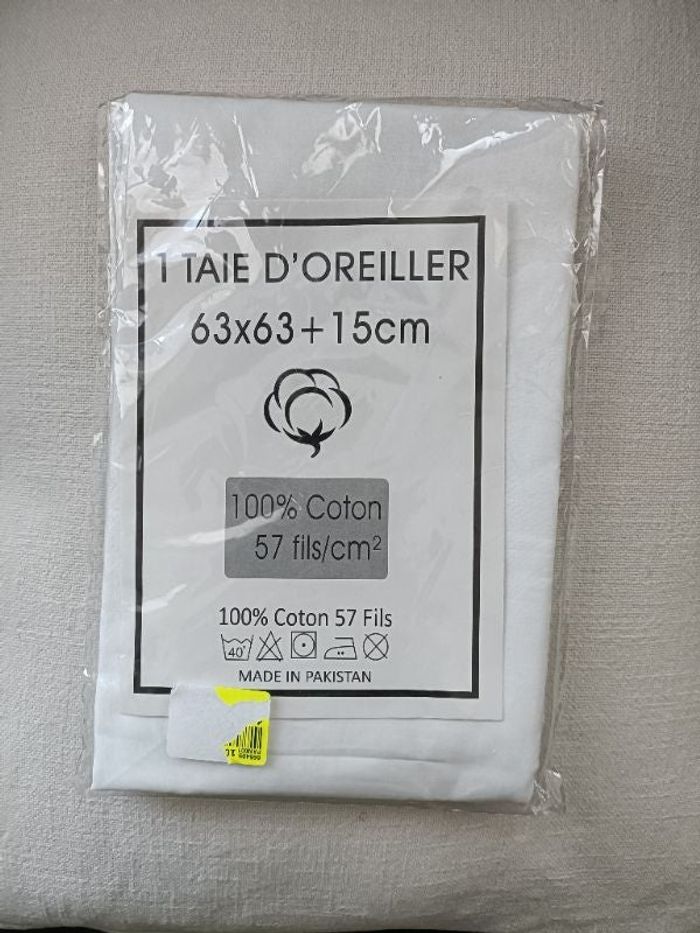 1 TAIE D'OREILLER
63x63+15cm
100% Coton
57 fils/cm²
100% Coton 57 Fils
40°
MADE IN PAKISTAN